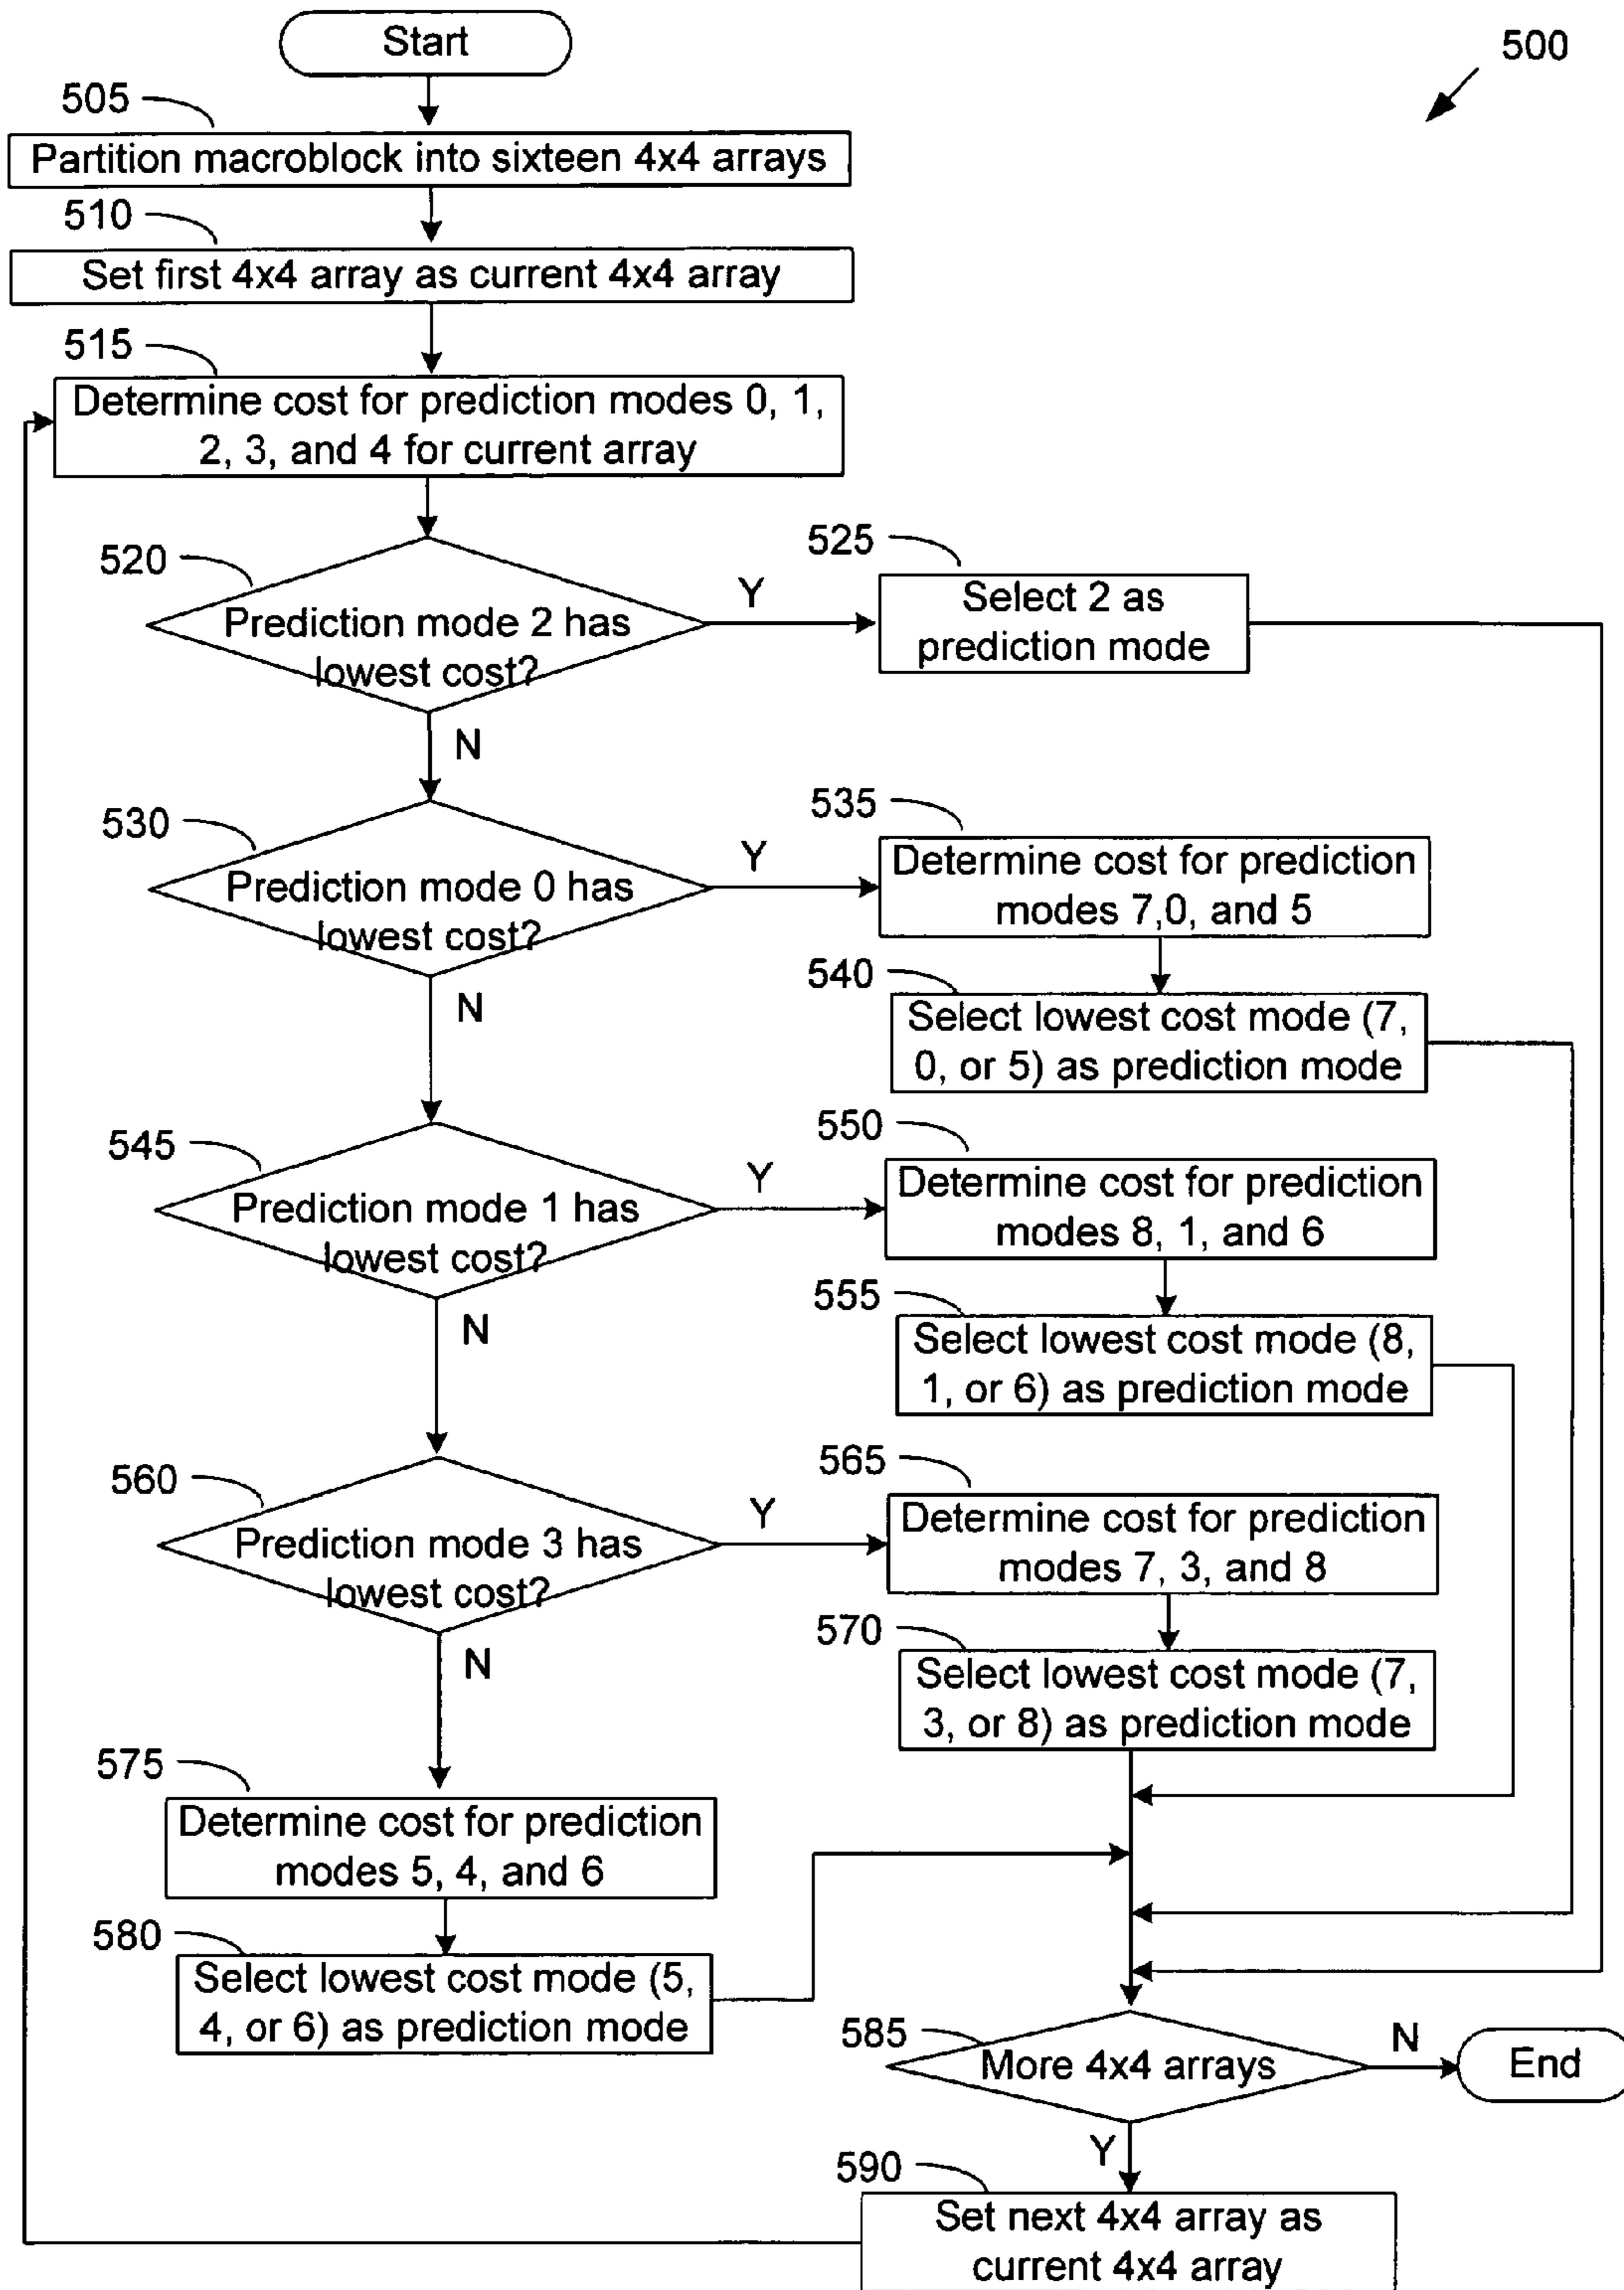 Start
500
505
Partition macroblock into sixteen 4x4 arrays
510
Set first 4x4 array as current 4x4 array
515
Determine cost for prediction modes 0, 1,
2, 3, and 4 for current array
520
Prediction mode 2 has
lowest cost?
Y
N
525
Select 2 as
prediction mode
530
Prediction mode 0 has
lowest cost?
Y
N
535
Determine cost for prediction
modes 7,0, and 5
540
Select lowest cost mode (7,
0, or 5) as prediction mode
545
Prediction mode 1 has
lowest cost?
Y
N
550
Determine cost for prediction
modes 8, 1, and 6
555
Select lowest cost mode (8,
1, or 6) as prediction mode
560
Prediction mode 3 has
lowest cost?
Y
N
565
Determine cost for prediction
modes 7, 3, and 8
570
Select lowest cost mode (7,
3, or 8) as prediction mode
575
Determine cost for prediction
modes 5, 4, and 6
580
Select lowest cost mode (5,
4, or 6) as prediction mode
585
More 4x4 arrays
N
End
Y
590
Set next 4x4 array as
current 4x4 array